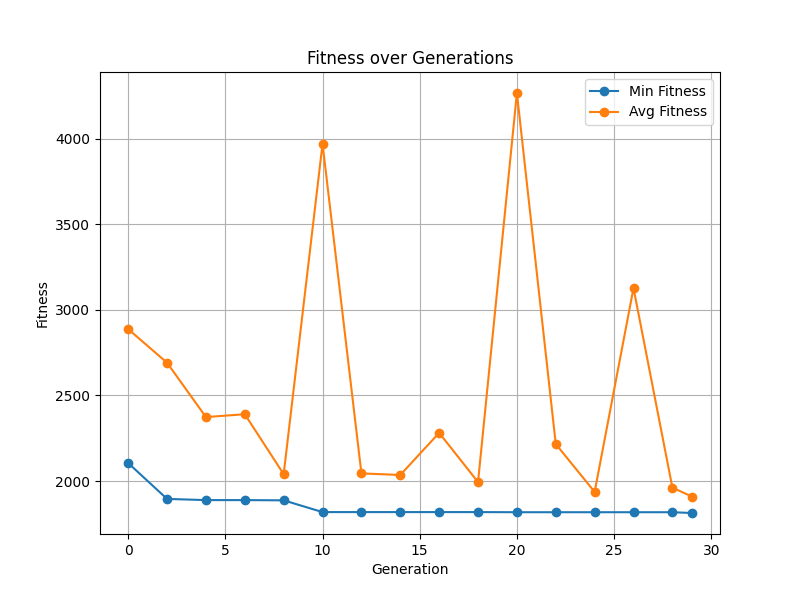 Fitness over Generations
Min Fitness
Avg Fitness
4000
3500
3000
2500
2000
Fitness
0 5 10 15 20 25 30
Generation